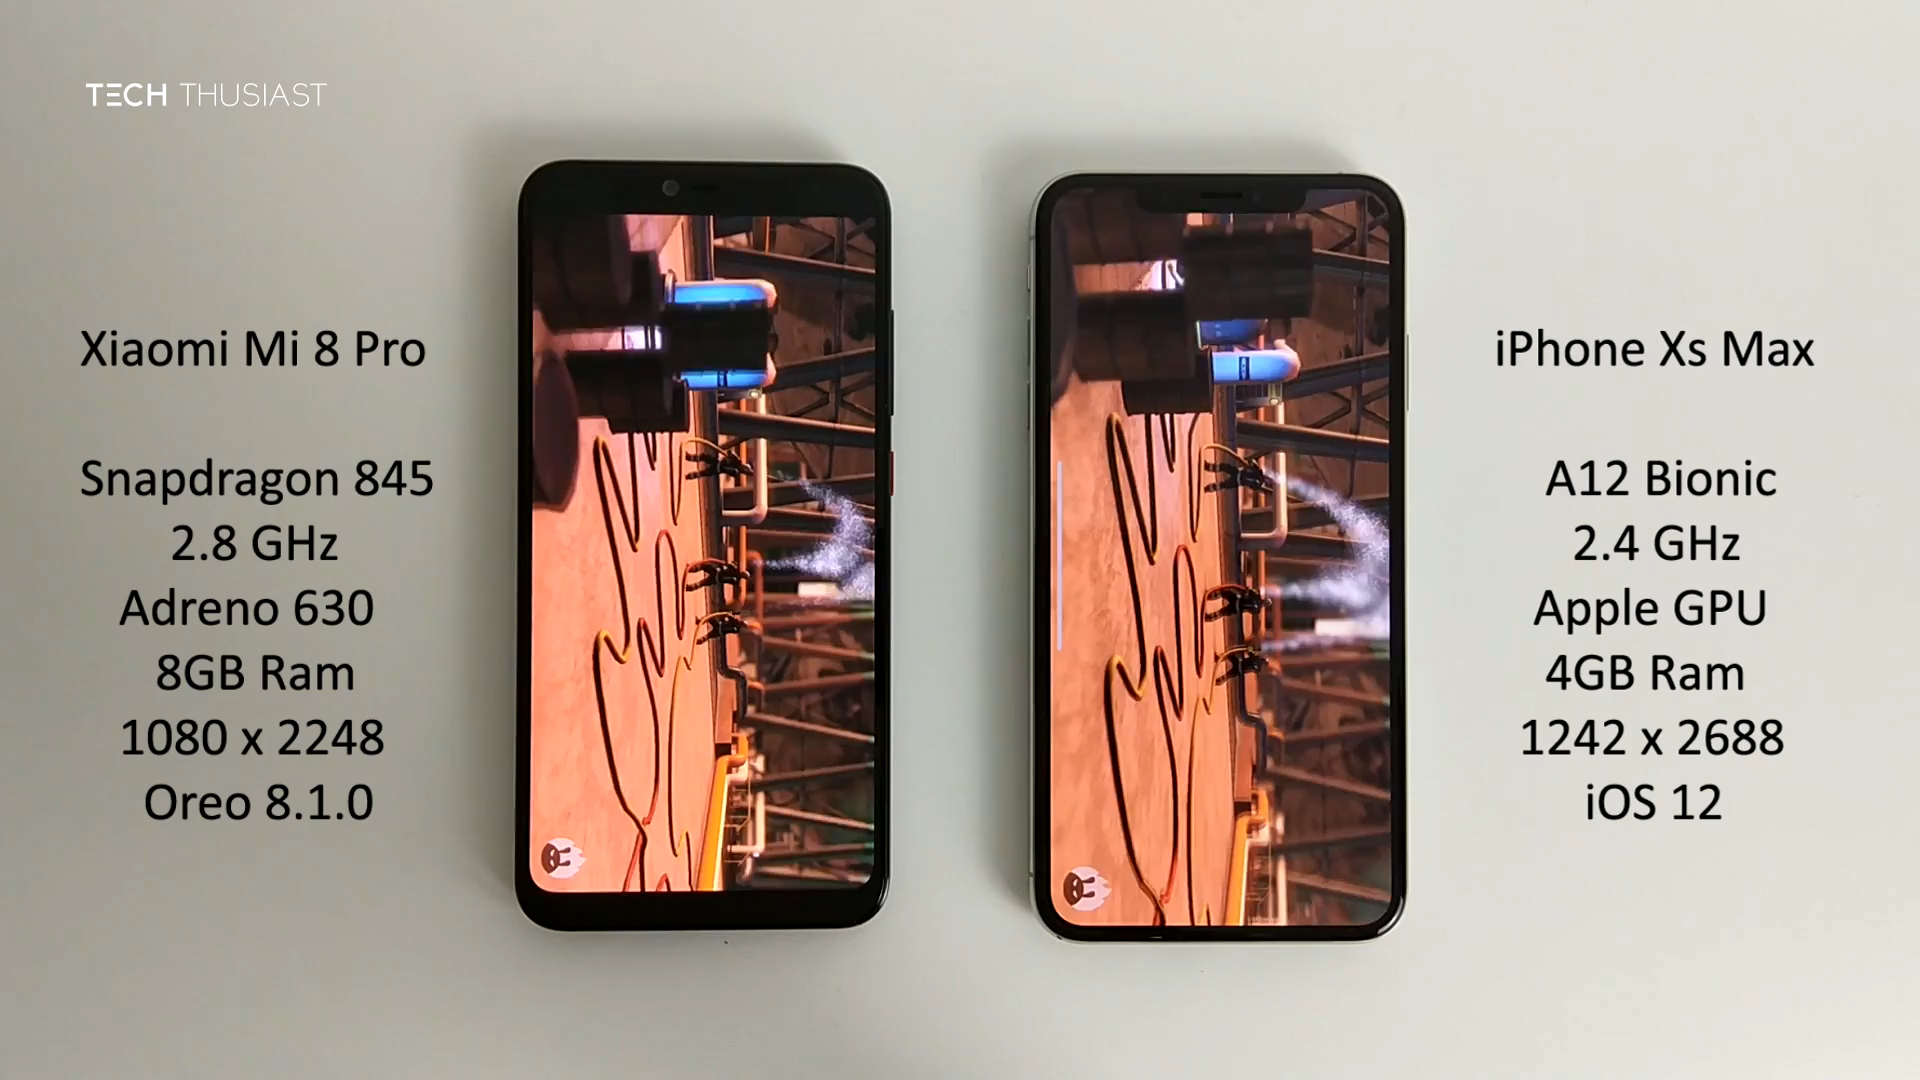 TECH THUSIAST
Xiaomi Mi 8 Pro
Snapdragon 845
2.8 GHz
Adreno 630
8GB Ram
1080 x 2248
Oreo 8.1.0
iPhone Xs Max
A12 Bionic
2.4 GHz
Apple GPU
4GB Ram
1242 x 2688
iOS 12